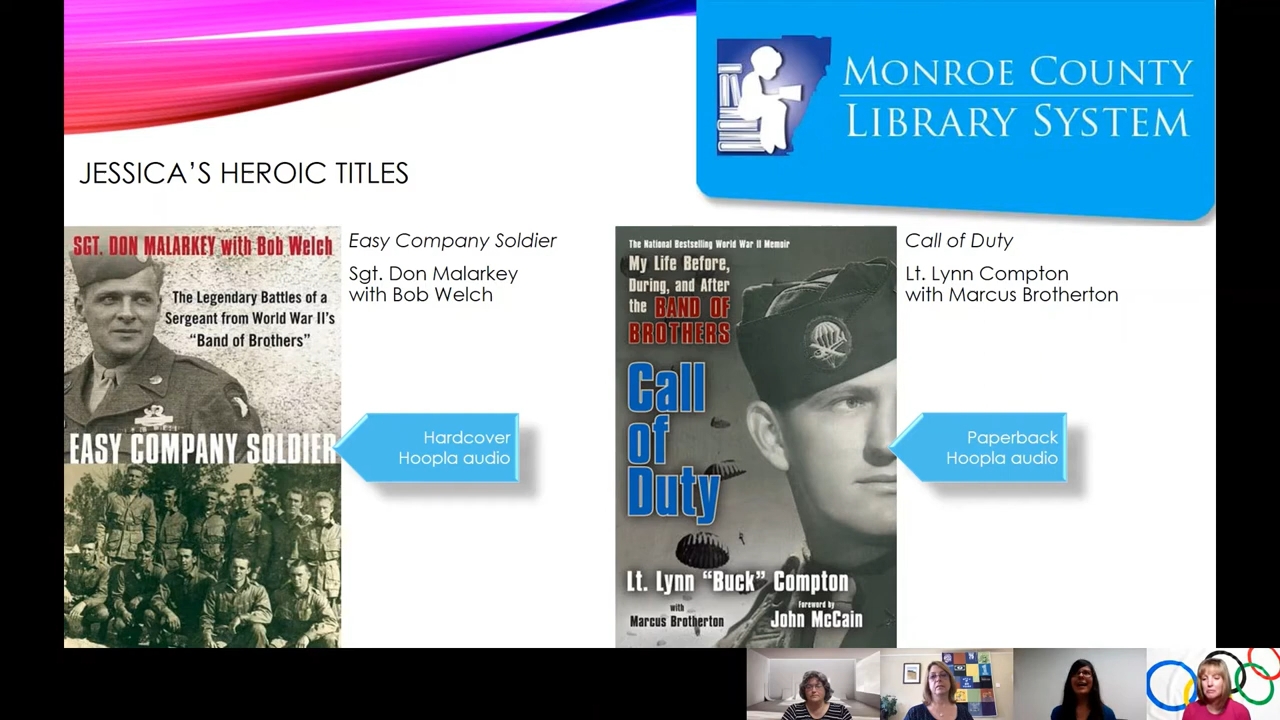 MONROE COUNTY
LIBRARY SYSTEM
JESSICA'S HEROIC TITLES
SGT. DON MALARKEY with Bob Welch
The Legendary Battles of a
Sergeant from World War II's
"Band of Brothers"
EASY COMPANY SOLDIER
Easy Company Soldier
Sgt. Don Malarkey
with Bob Welch
Hardcover
Hoopla audio
The National Bestselling World War II Memoir
My Life Before,
During, and After
the BAND OF
BROTHERS
Call
of
Duty
Lt. Lynn "Buck" Compton
with
Marcus Brotherton
Foreword by
John McCain
Call of Duty
Lt. Lynn Compton
with Marcus Brotherton
Paperback
Hoopla audio